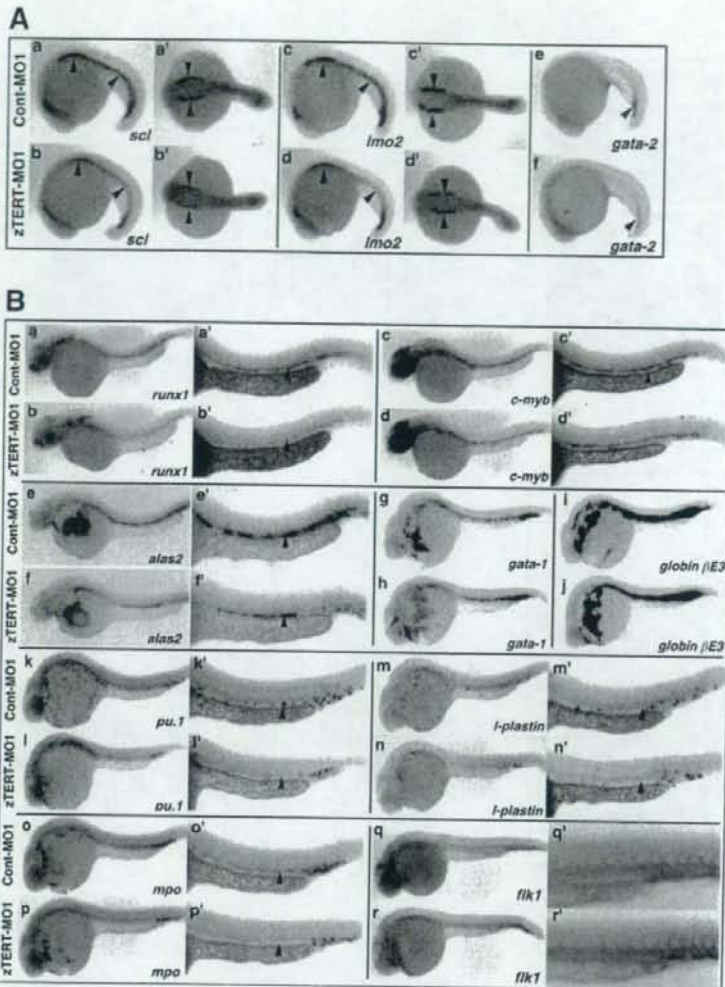 A
Cont-MO1
a
scl
a'
c
lmo2
c'
e
gata-2
zTERT-MO1
b
scl
b'
d
lmo2
d'
f
gata-2
B
Cont-MO1
a
runx1
a'
c
c-myb
c'
zTERT-MO1
b
runx1
b'
d
c-myb
d'
Cont-MO1
e
alas2
e'
g
gata-1
i
globin βE3
zTERT-MO1
f
alas2
f'
h
gata-1
j
globin βE3
Cont-MO1
k
pu.1
k'
m
l-plastin
m'
zTERT-MO1
l
pu.1
j'
n
l-plastin
n'
Cont-MO1
o
mpo
o'
q
flk1
q'
zTERT-MO1
p
mpo
p'
r
flk1
r'